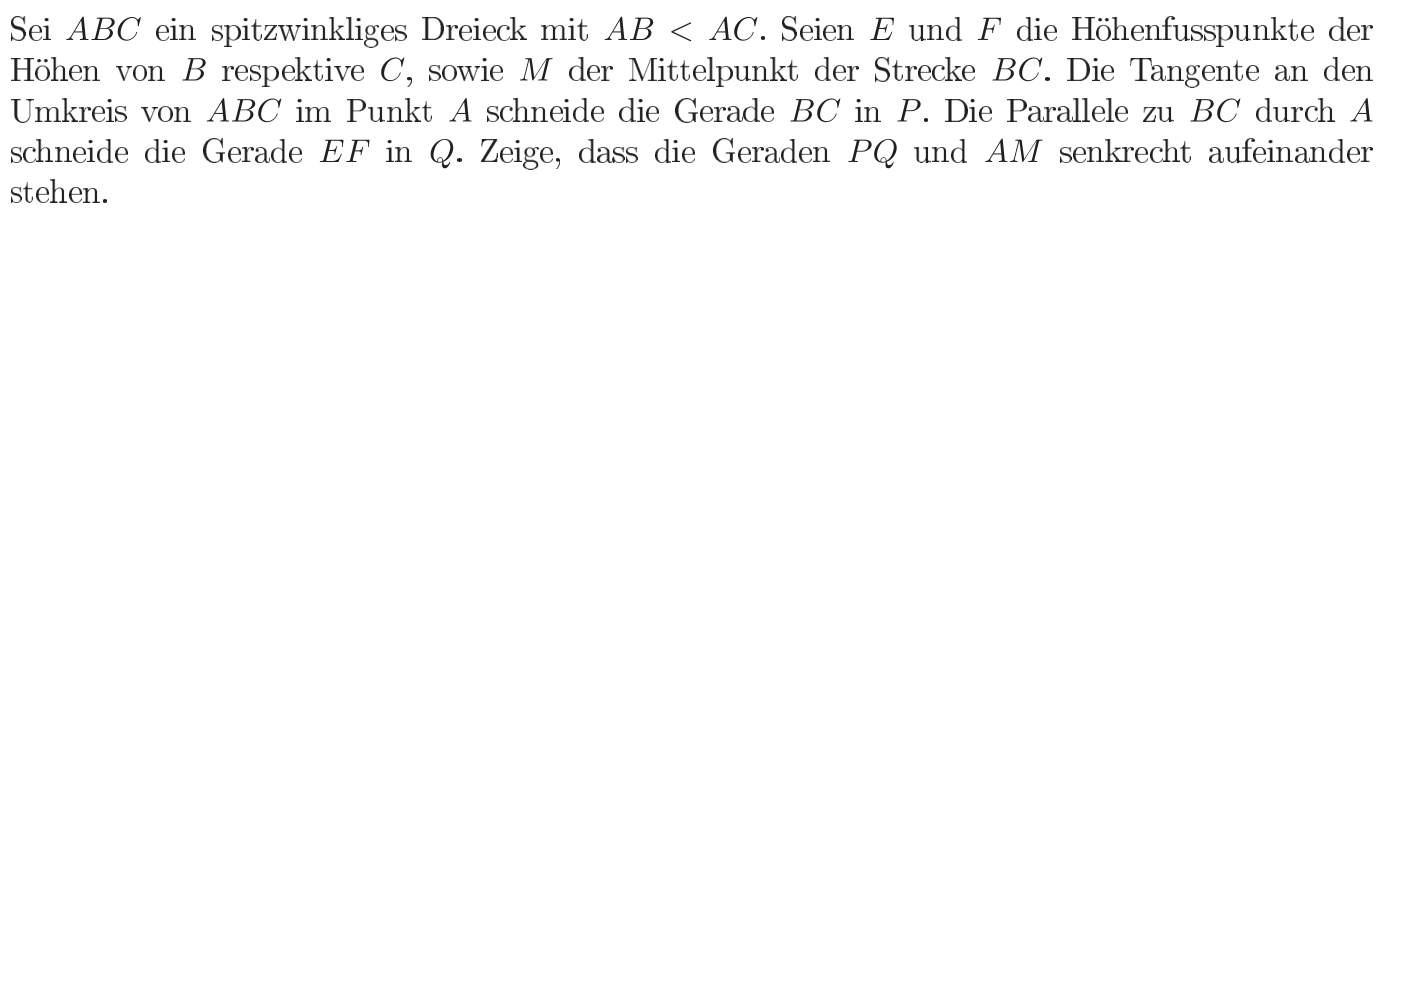 Sei ABC ein spitzwinkliges Dreieck mit AB < AC. Seien E und F die Höhenfusspunkte der
Höhen von B respektive C, sowie M der Mittelpunkt der Strecke BC. Die Tangente an den
Umkreis von ABC im Punkt A schneide die Gerade BC in P. Die Parallele zu BC durch A
schneide die Gerade EF in Q. Zeige, dass die Geraden PQ und AM senkrecht aufeinander
stehen.